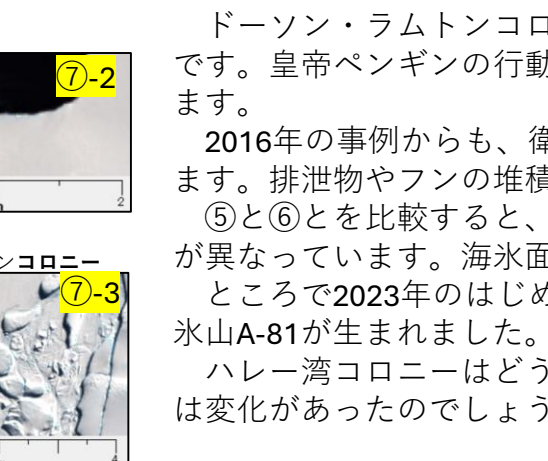 ⑦-2
2
ンコロニー
⑦-3
4
ドーソン・ラムトンコロ
です。皇帝ペンギンの行動
ます。
2016年の事例からも、衛
ます。排泄物やフンの堆積
⑤と⑥とを比較すると、
が異なっています。海氷面
ところで2023年のはじめ
氷山A-81が生まれました。
ハレー湾コロニーはどう
は変化があったのでしょう